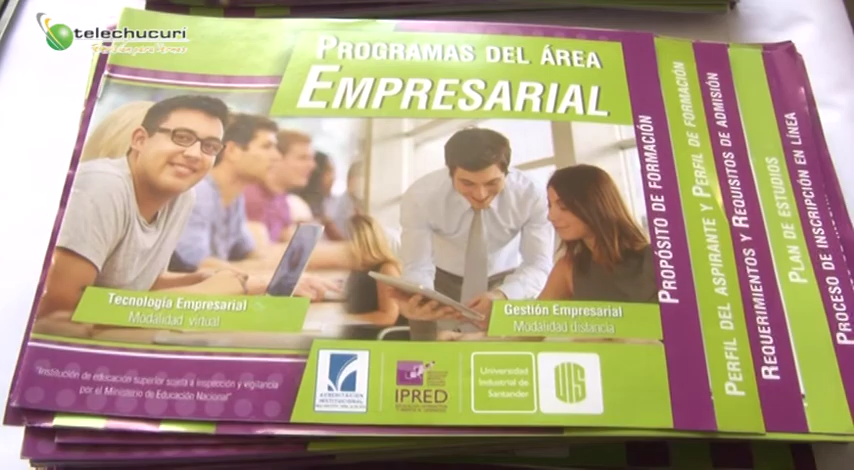 telechucuri
PROGRAMAS DEL ÁREA
EMPRESARIAL
Tecnología Empresarial
Modalidad virtual
Gestión Empresarial
Modalidad distancia
"Institución de educación superior sujeta a inspección y vigilancia
por el Ministerio de Educación Nacional"
ACREDITACIÓN
INSTITUCIONAL
IPRED
Universidad
Industrial de
Santander
UIS
PROPÓSITO DE FORMACIÓN
PERFIL DEL ASPIRANTE Y PERFIL DE FORMACIÓN
REQUERIMIENTOS Y REQUISITOS DE ADMISIÓN
PLAN DE ESTUDIOS
PROCESO DE INSCRIPCIÓN EN LÍNEA